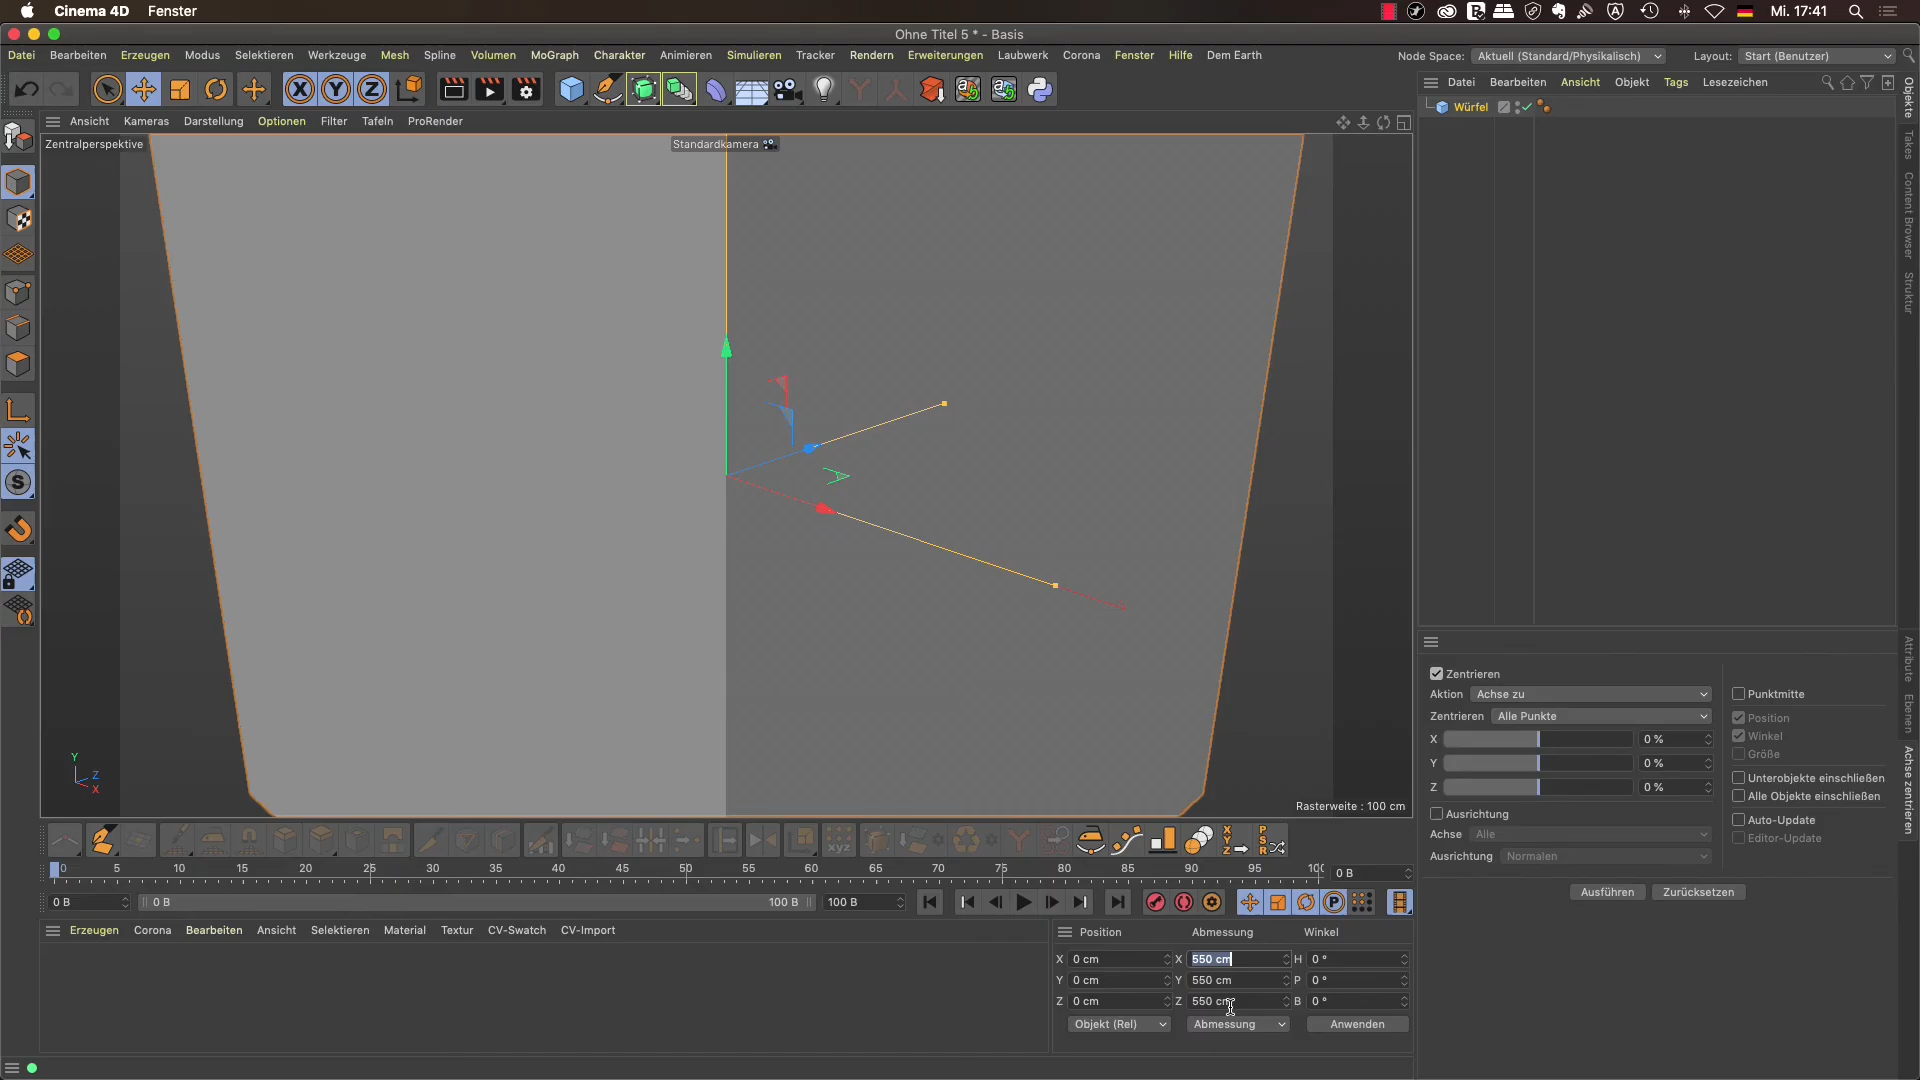 Cinema 4D Fenster
Mi. 17:41
Ohne Titel 5 * - Basis
Datei Bearbeiten Erzeugen Modus Selektieren Werkzeuge Mesh Spline Volumen MoGraph Charakter Animieren Simulieren Tracker Rendern Erweiterungen Laubwerk Corona Fenster Hilfe Dem Earth
Node Space: Aktuell (Standard/Physikalisch) Layout: Start (Benutzer)
X Y Z
Datei Bearbeiten Ansicht Objekt Tags Lesezeichen
Würfel
Ansicht Kameras Darstellung Optionen Filter Tafeln ProRender
Zentralperspektive
Standardkamera
Objekte
Takes
Content Browser
Struktur
Y
Z
X
Rasterweite : 100 cm
Zentrieren
Aktion Achse zu
Zentrieren Alle Punkte
X 0 %
Y 0 %
Z 0 %
Ausrichtung
Achse Alle
Ausrichtung Normalen
Punktmitte
Position
Winkel
Größe
Unterobjekte einschließen
Alle Objekte einschließen
Auto-Update
Editor-Update
Ausführen Zurücksetzen
Attribute
Ebenen
Achse zentrieren
0 5 10 15 20 25 30 35 40 45 50 55 60 65 70 75 80 85 90 95 10
0 B
0 B 0 B 100 B 100 B
Erzeugen Corona Bearbeiten Ansicht Selektieren Material Textur CV-Swatch CV-Import
Position Abmessung Winkel
X 0 cm X 550 cm H 0 °
Y 0 cm Y 550 cm P 0 °
Z 0 cm Z 550 cm B 0 °
Objekt (Rel) Abmessung Anwenden